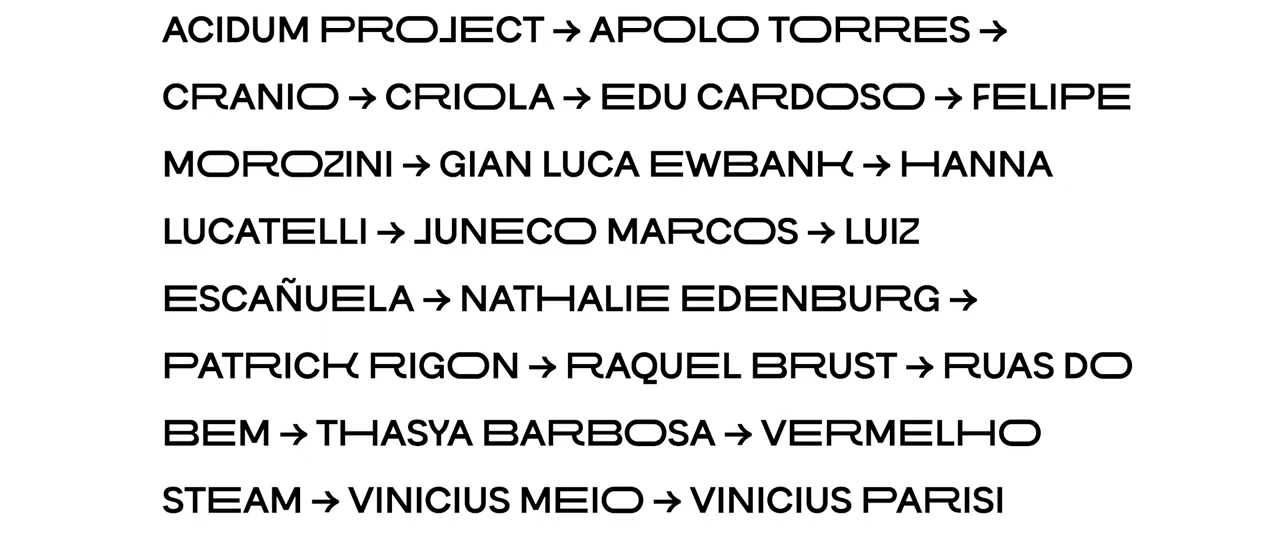 ACIDUM PROJECT → APOLO TORRES →
CRANIO → CRIOLA → EDU CARDOSO → FELIPE
MOROZINI → GIAN LUCA EWBANK → HANNA
LUCATELLI → JUNECO MARCOS → LUIZ
ESCAÑUELA → NATHALIE EDENBURG →
PATRICK RIGON → RAQUEL BRUST → RUAS DO
BEM → THASYA BARBOSA → VERMELHO
STEAM → VINICIUS MEIO → VINICIUS PARISI